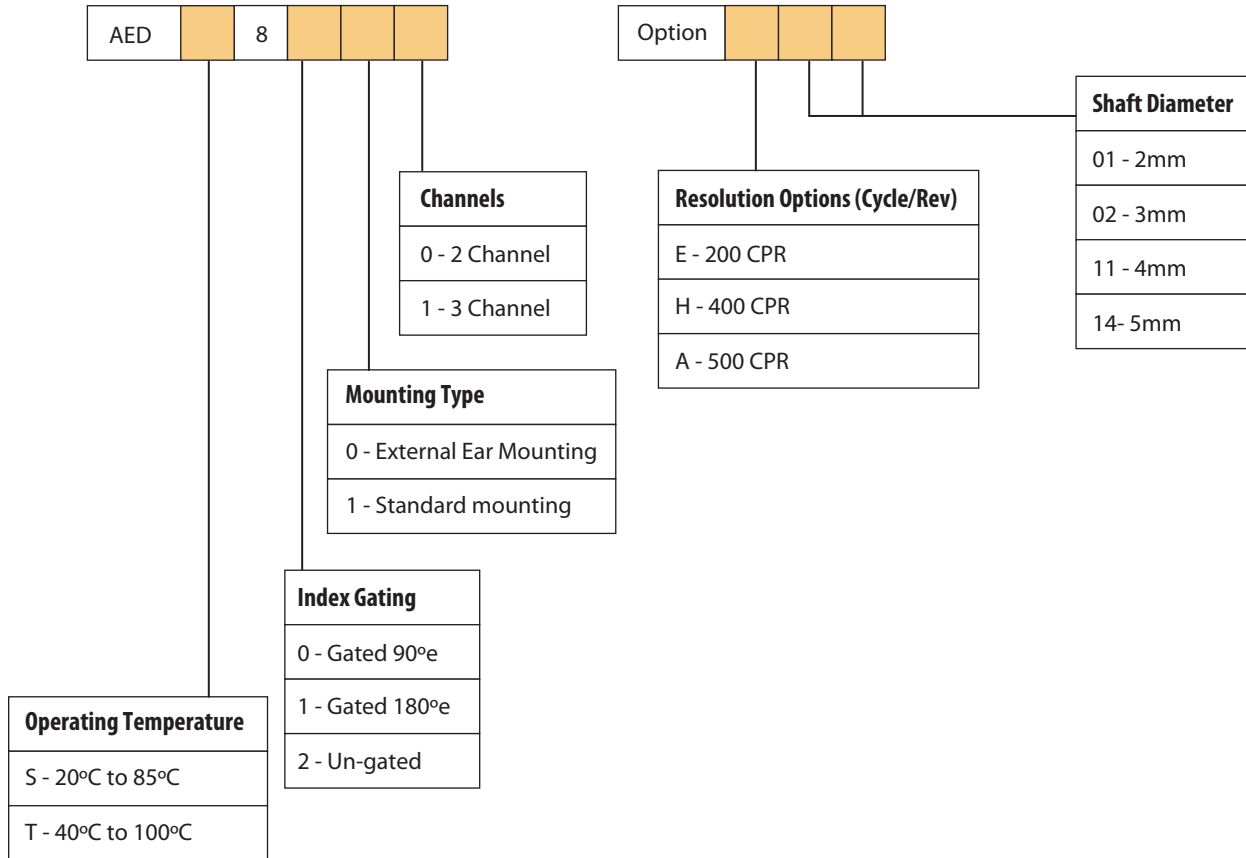 AED 8
Option
Shaft Diameter
01 - 2mm
02 - 3mm
11 - 4mm
14- 5mm
Channels
0 - 2 Channel
1 - 3 Channel
Resolution Options (Cycle/Rev)
E - 200 CPR
H - 400 CPR
A - 500 CPR
Mounting Type
0 - External Ear Mounting
1 - Standard mounting
Index Gating
0 - Gated 90ºe
1 - Gated 180ºe
2 - Un-gated
Operating Temperature
S - 20ºC to 85ºC
T - 40ºC to 100ºC